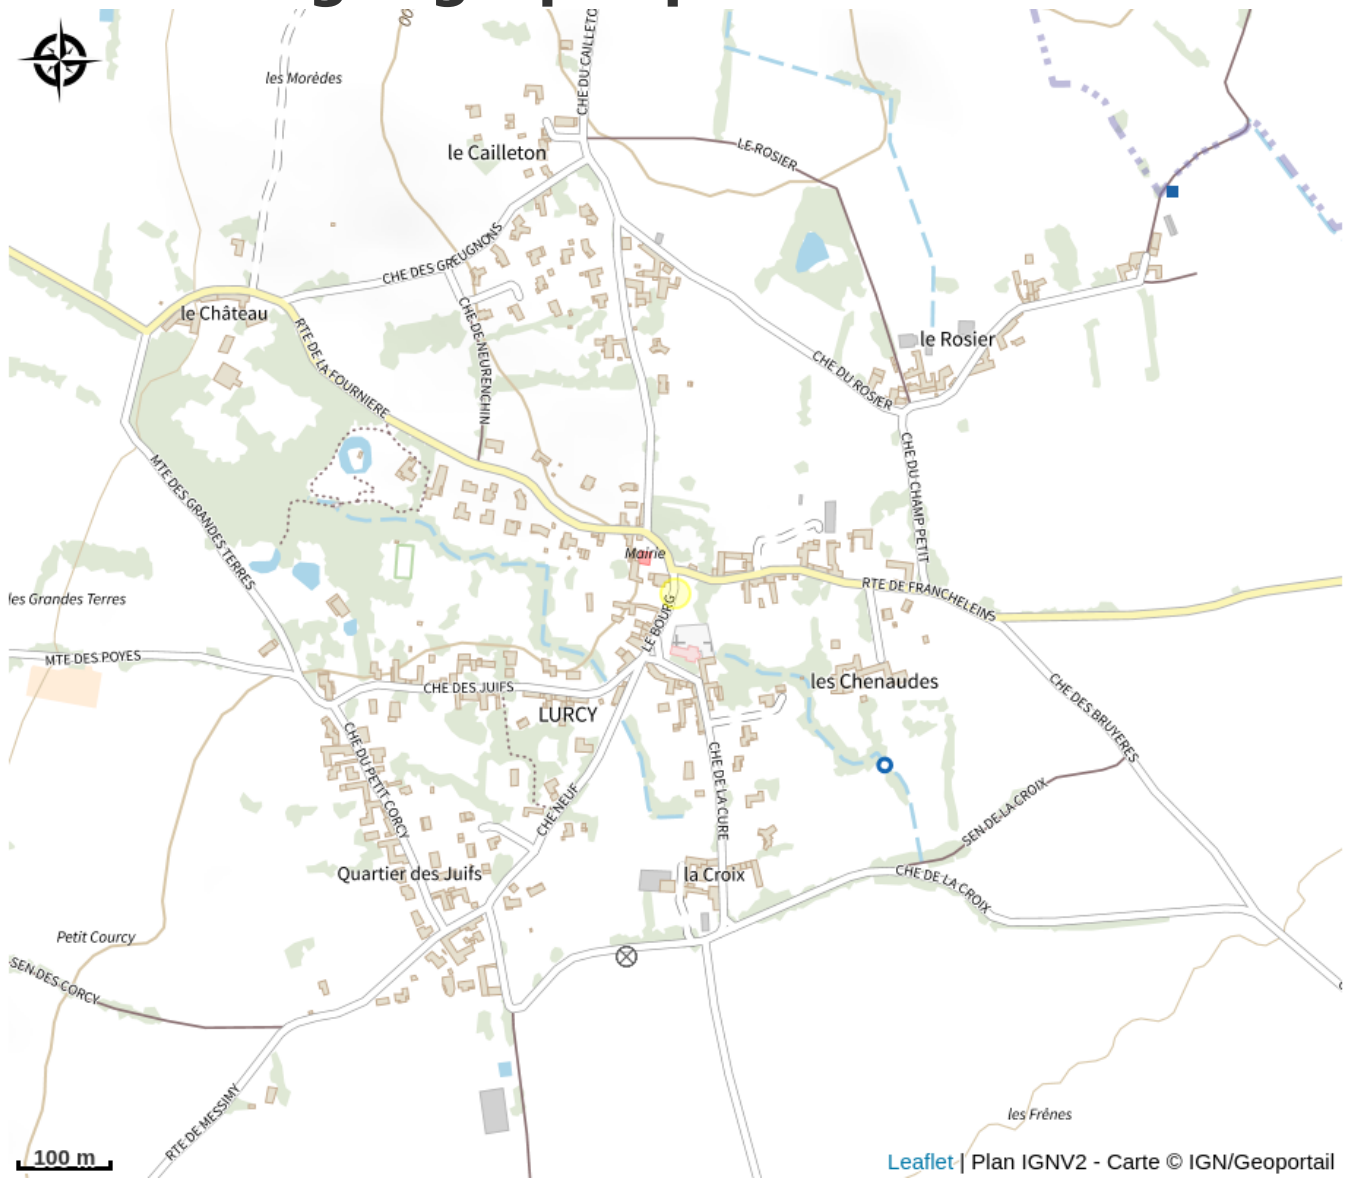 les Morèdes
CHE DU CAILLETO
le Cailleton
LE ROSIER
CHE DES GREUGNONS
le Château
CHE DE NEURENCHIN
RTE DE LA FOURNIERE
le Rosier
CHE DU ROSIER
CHE DU CHAMP PETIT
MTE DES GRANDES TERRES
Mairie
RTE DE FRANCHELEINS
les Grandes Terres
LE BOURG
MTE DES POYES
CHE DES JUIFS
les Chenaudes
LURCY
CHE DES BRUYERES
CHE DU PETIT CORCY
CHE DE LA CURE
CHE NEUF
SEN DE LA CROIX
Quartier des Juifs
la Croix
CHE DE LA CROIX
Petit Courcy
SEN DES CORCY
RTE DE MESSIMY
les Frênes
100 m
Leaflet | Plan IGNV2 - Carte © IGN/Geoportail